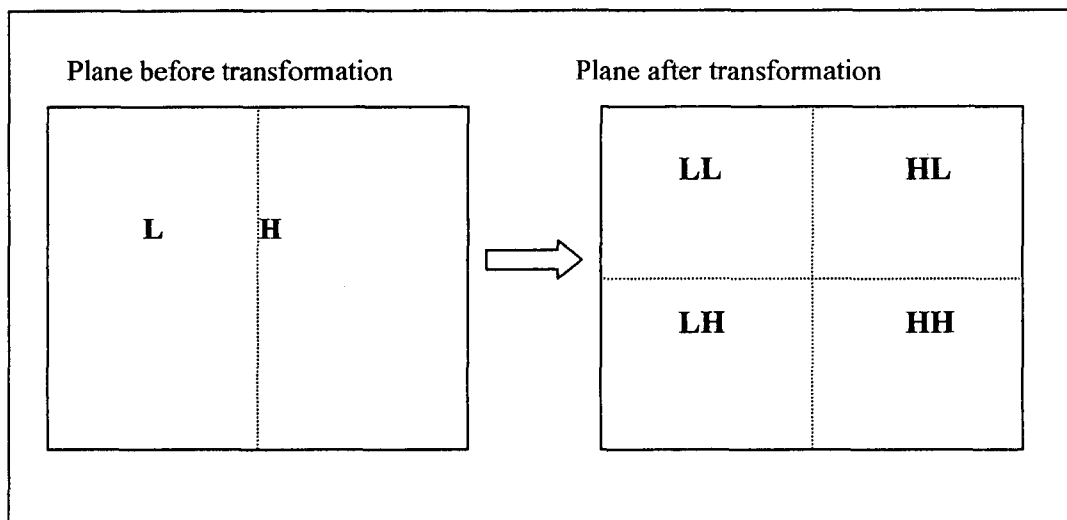 Plane before transformation
Plane after transformation
L H
LL HL
LH HH